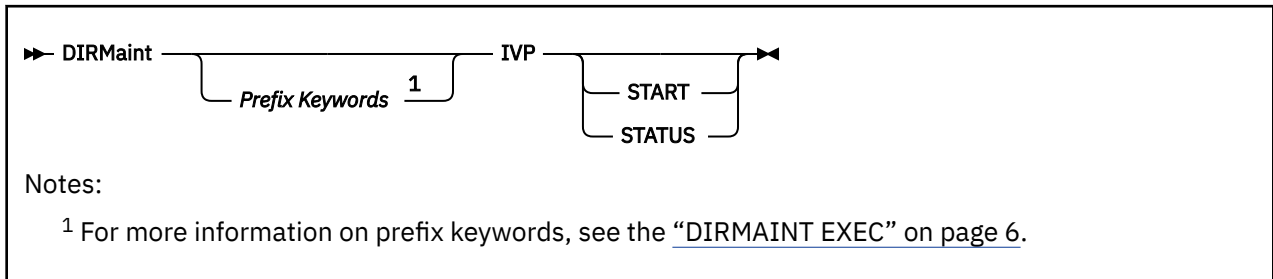 DIRMaint Prefix Keywords 1 IVP START STATUS
Notes:
1 For more information on prefix keywords, see the “DIRMAINT EXEC” on page 6.